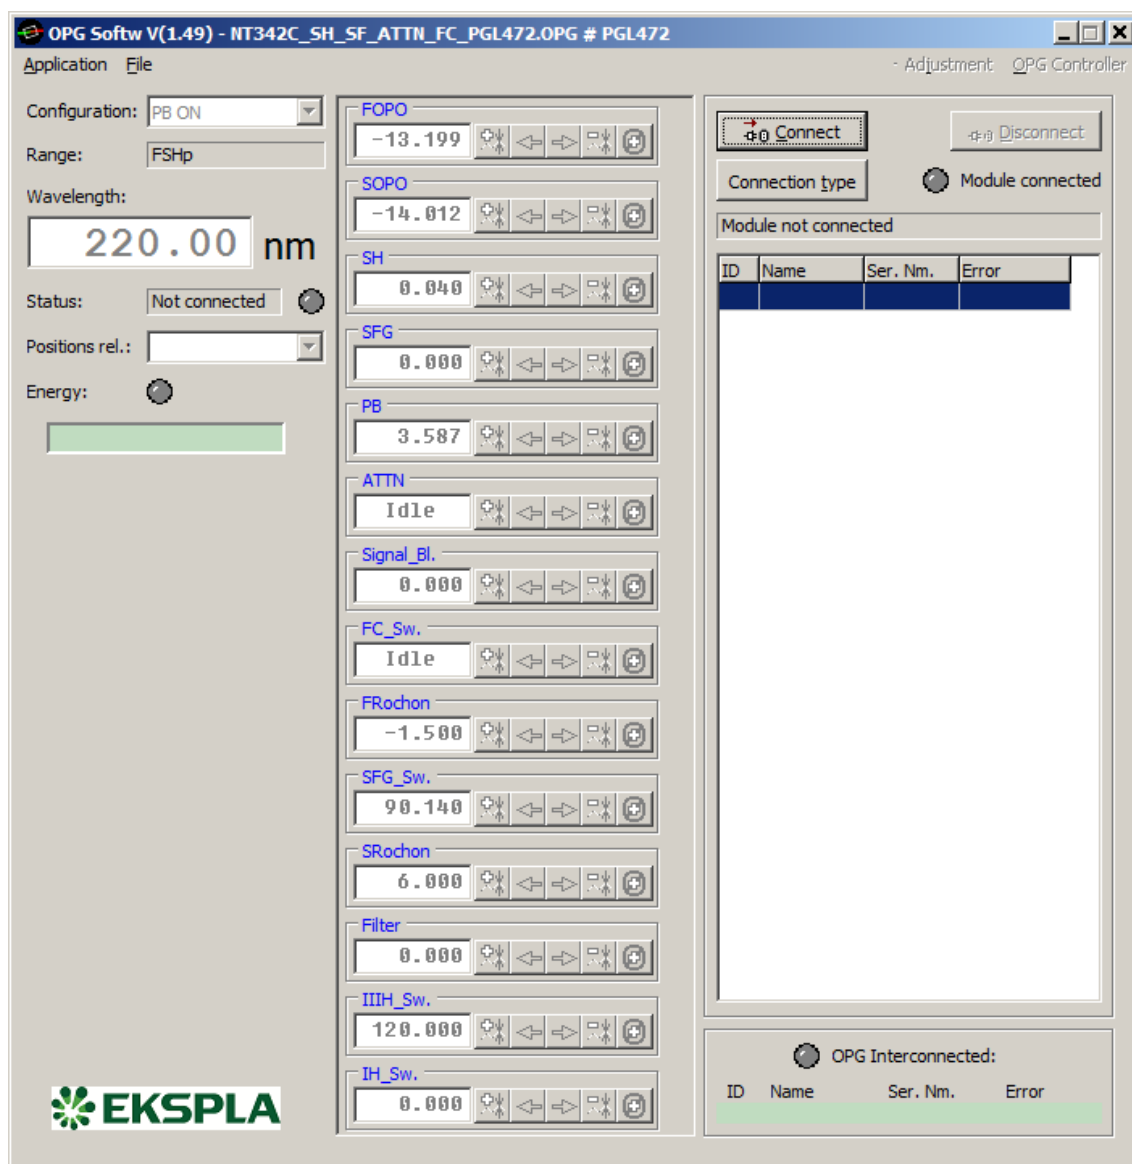 OPG Softw V(1.49) - NT342C_SH_SF_ATTN_FC_PGL472.OPG # PGL472
Application File - Adjustment OPG Controller
Configuration: PB ON
Range: FSHp
Wavelength:
220.00 nm
Status: Not connected
Positions rel.:
Energy:
EKSPLA
FOPO
-13.199
SOPO
-14.012
SH
0.040
SFG
0.000
PB
3.587
ATTN
Idle
Signal_Bl.
0.000
FC_Sw.
Idle
FRochon
-1.500
SFG_Sw.
90.140
SRochon
6.000
Filter
0.000
IIIH_Sw.
120.000
IH_Sw.
0.000
Connect Disconnect
Connection type Module connected
Module not connected
ID Name Ser. Nm. Error
OPG Interconnected:
ID Name Ser. Nm. Error